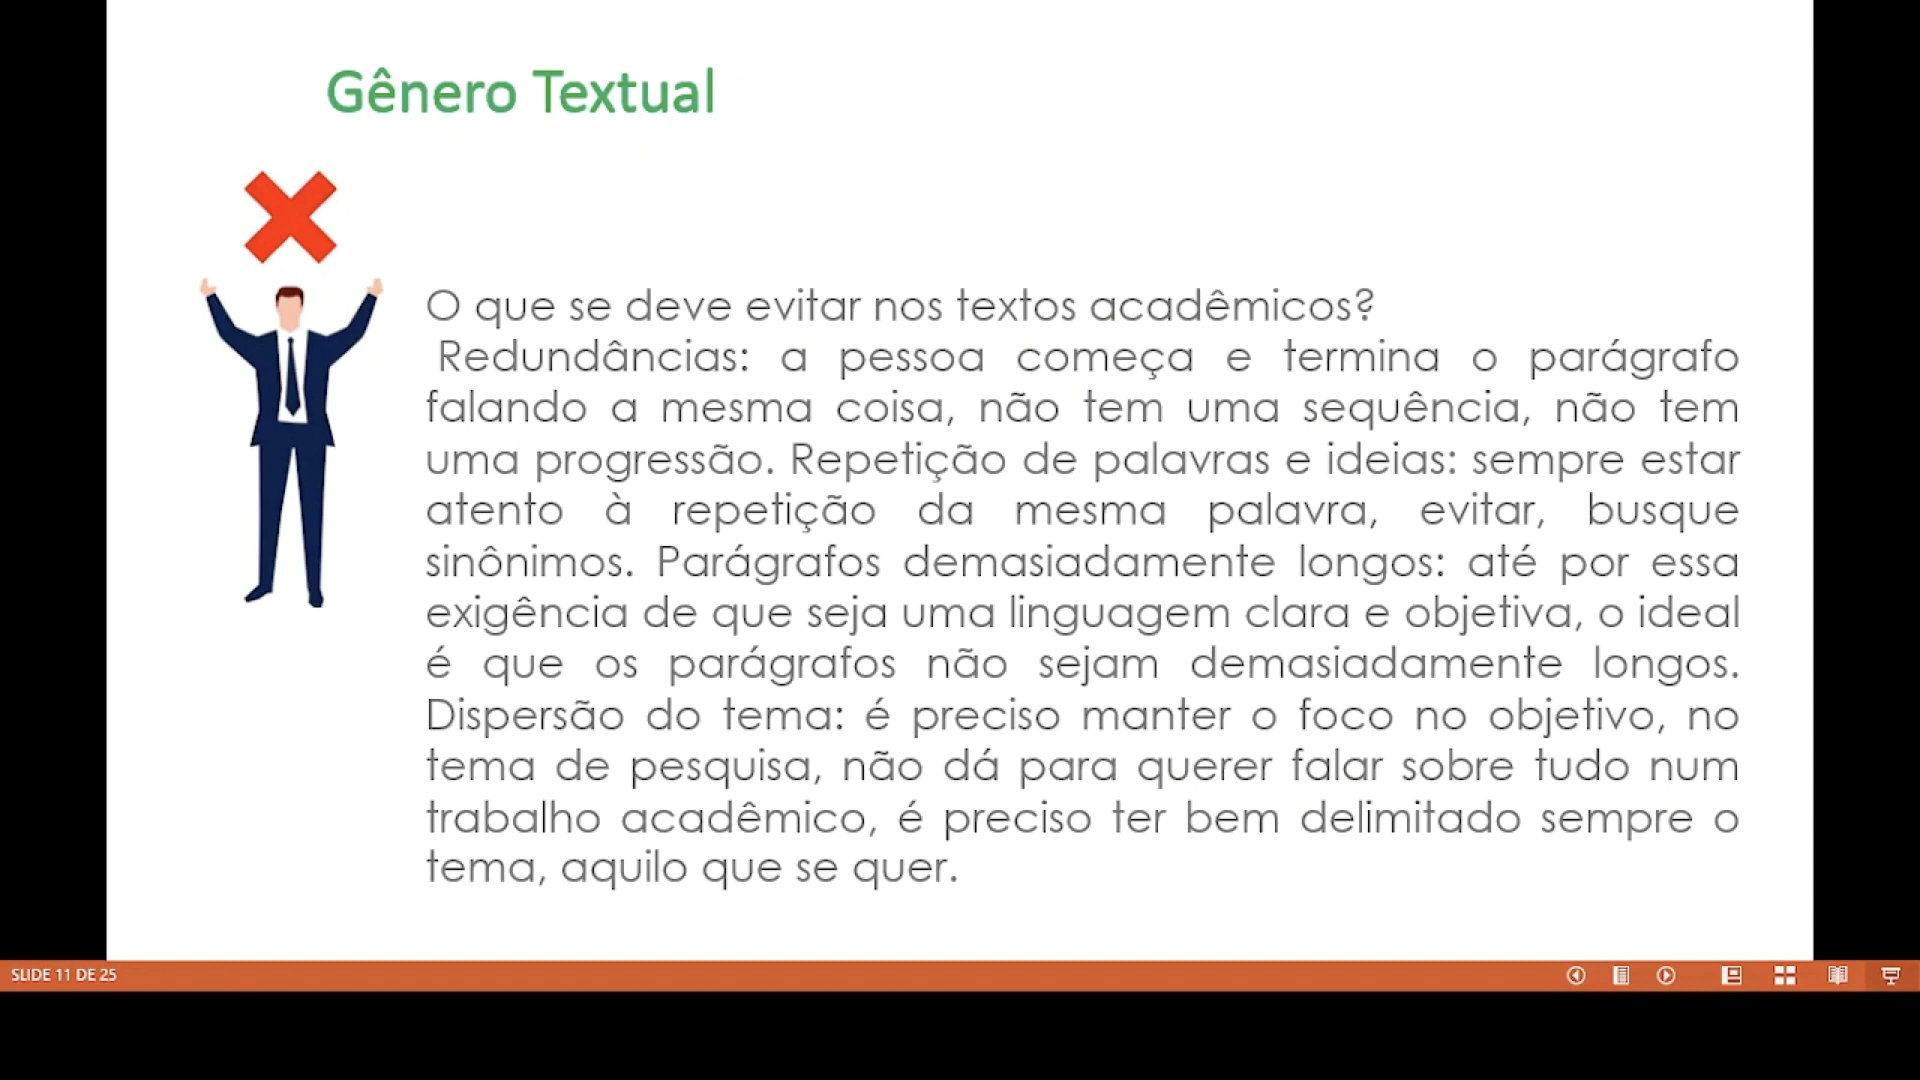 Gênero Textual
O que se deve evitar nos textos acadêmicos?
Redundâncias: a pessoa começa e termina o parágrafo
falando a mesma coisa, não tem uma sequência, não tem
uma progressão. Repetição de palavras e ideias: sempre estar
atento à repetição da mesma palavra, evitar, busque
sinônimos. Parágrafos demasiadamente longos: até por essa
exigência de que seja uma linguagem clara e objetiva, o ideal
é que os parágrafos não sejam demasiadamente longos.
Dispersão do tema: é preciso manter o foco no objetivo, no
tema de pesquisa, não dá para querer falar sobre tudo num
trabalho acadêmico, é preciso ter bem delimitado sempre o
tema, aquilo que se quer.
SLIDE 11 DE 25